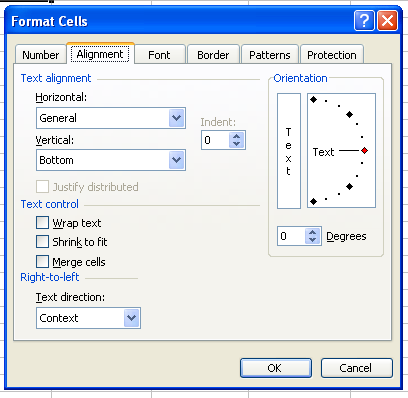 Format Cells
Number Alignment Font Border Patterns Protection
Text alignment
Horizontal:
General
Vertical:
Bottom
Indent:
0
Justify distributed
Text control
Wrap text
Shrink to fit
Merge cells
Right-to-left
Text direction:
Context
Orientation
Text
Text
0 Degrees
OK Cancel